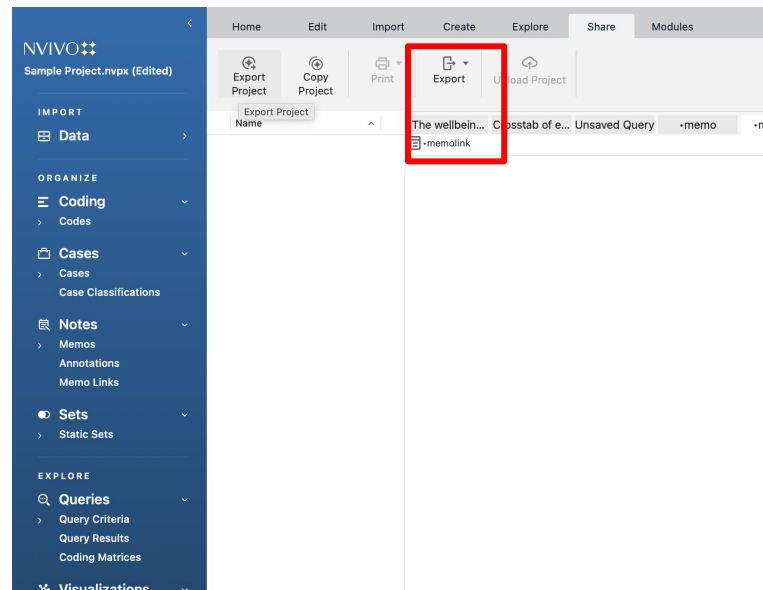 Home Edit Import Create Explore Share Modules
NVIVO
Sample Project.nvpx (Edited)
Export Project
Copy Project
Print
Export
load Project
Export Project
IMPORT
Data
ORGANIZE
Coding
Codes
Cases
Cases
Case Classifications
Notes
Memos
Annotations
Memo Links
Sets
Static Sets
EXPLORE
Queries
Query Criteria
Query Results
Coding Matrices
Visualizations
Name
The wellbein... Crosstab of e... Unsaved Query •memo
•memolink